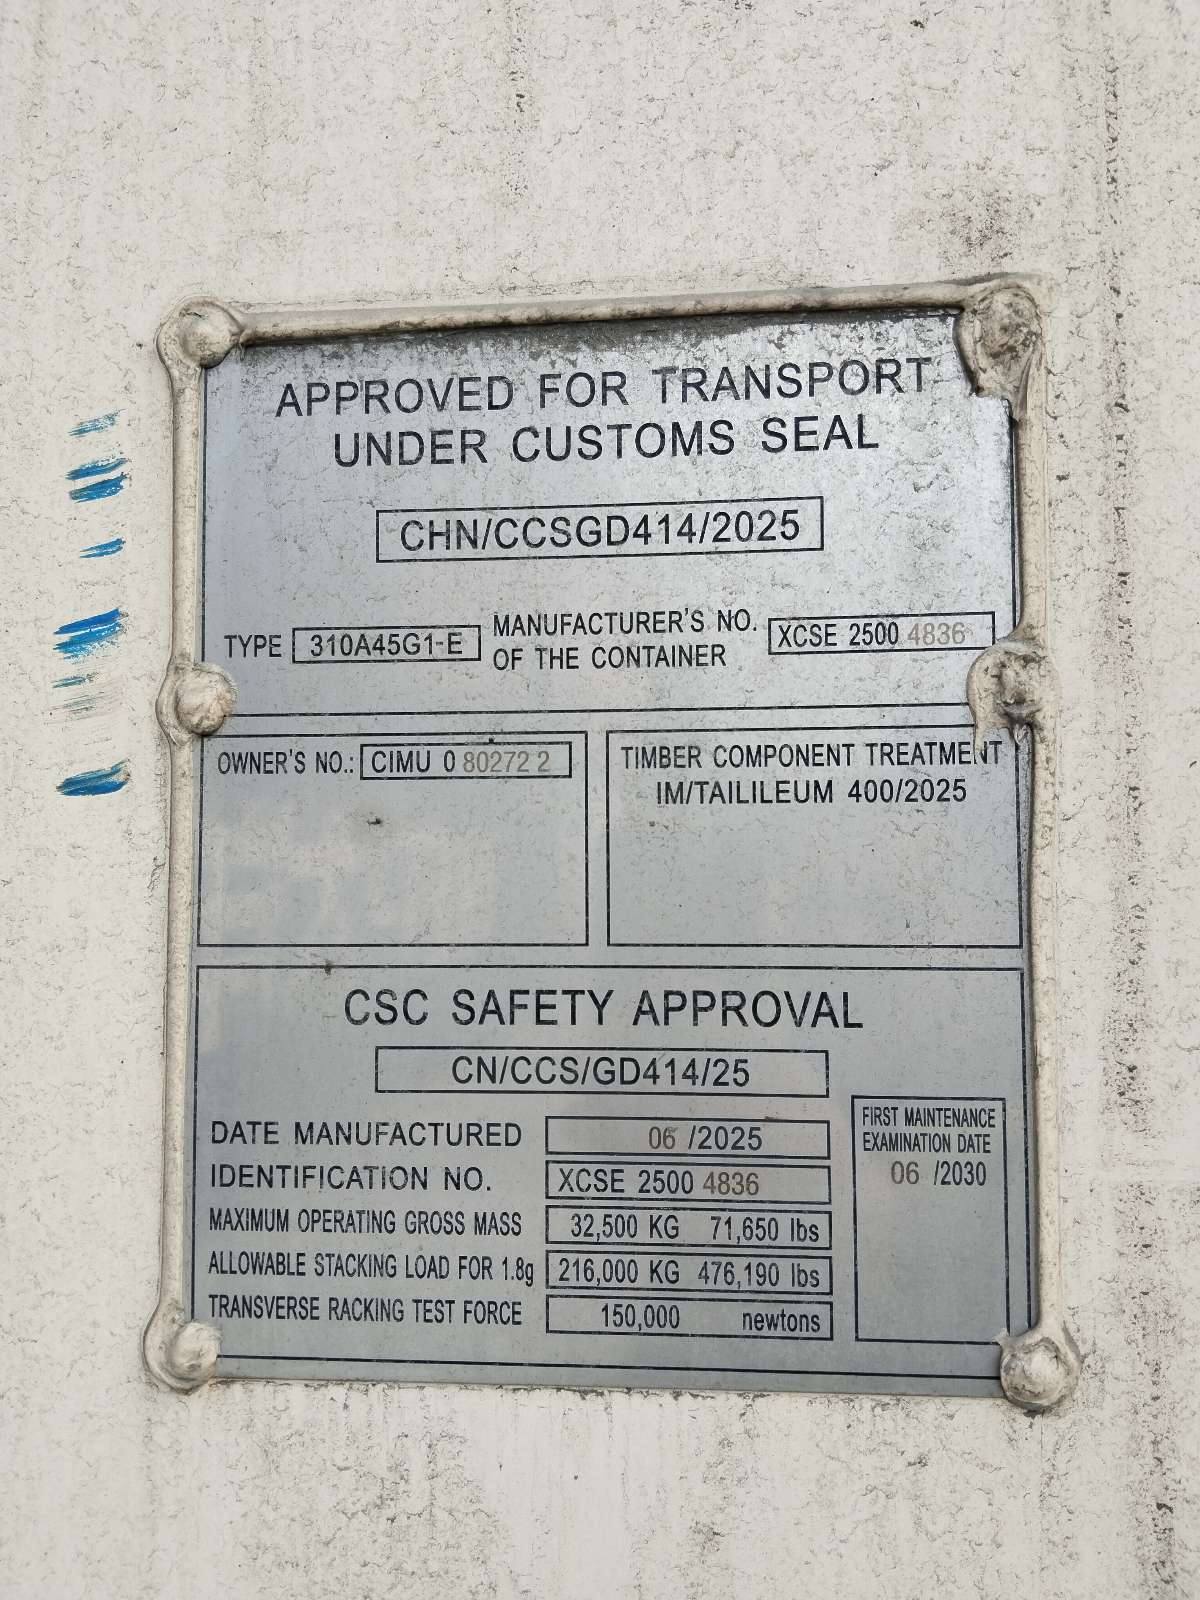 APPROVED FOR TRANSPORT
UNDER CUSTOMS SEAL
CHN/CCSGD414/2025
TYPE 310A45G1-E MANUFACTURER'S NO. OF THE CONTAINER XCSE 2500 4836
OWNER'S NO.: CIMU 0 80272 2
TIMBER COMPONENT TREATMENT
IM/TAILILEUM 400/2025
CSC SAFETY APPROVAL
CN/CCS/GD414/25
DATE MANUFACTURED 06 /2025
IDENTIFICATION NO. XCSE 2500 4836
MAXIMUM OPERATING GROSS MASS 32,500 KG 71,650 lbs
ALLOWABLE STACKING LOAD FOR 1.8g 216,000 KG 476,190 lbs
TRANSVERSE RACKING TEST FORCE 150,000 newtons
FIRST MAINTENANCE
EXAMINATION DATE
06 /2030